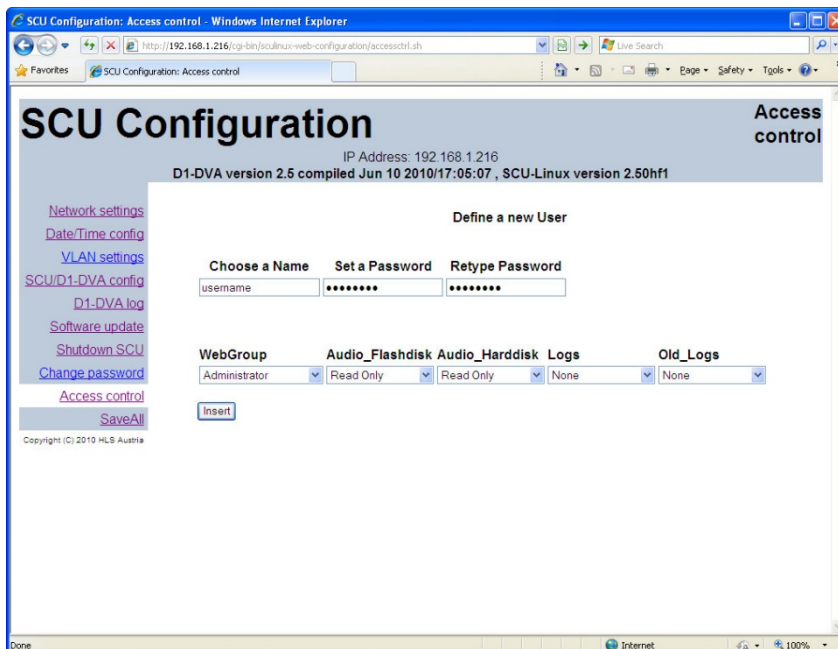 SCU Configuration: Access control - Windows Internet Explorer
http://192.168.1.216/cgi-bin/sculinux-web-configuration/accessctrl.sh
Live Search
Favorites
SCU Configuration: Access control
Page
Safety
Tools
SCU Configuration
Access control
IP Address: 192.168.1.216
D1-DVA version 2.5 compiled Jun 10 2010/17:05:07 , SCU-Linux version 2.50hf1
Network settings
Date/Time config
VLAN settings
SCU/D1-DVA config
D1-DVA log
Software update
Shutdown SCU
Change password
Access control
SaveAll
Copyright (C) 2010 HLS Austria
Define a new User
Choose a Name Set a Password Retype Password
username •••••••• ••••••••
WebGroup Audio_Flashdisk Audio_Harddisk Logs Old_Logs
Administrator Read Only Read Only None None
Insert
Done
Internet
100%